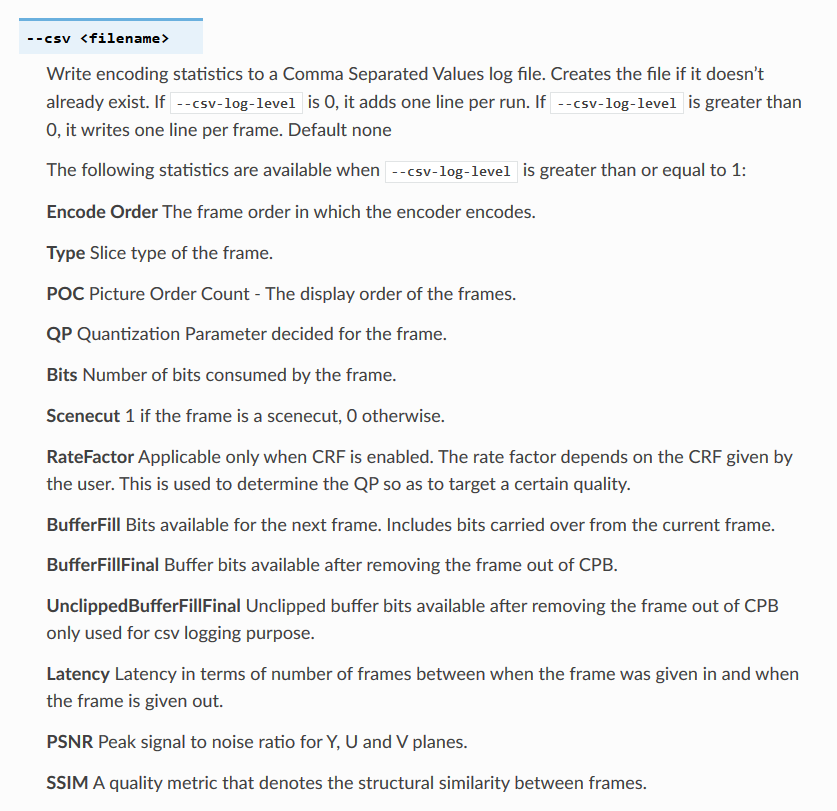 --csv <filename>
Write encoding statistics to a Comma Separated Values log file. Creates the file if it doesn’t
already exist. If --csv-log-level is 0, it adds one line per run. If --csv-log-level is greater than
0, it writes one line per frame. Default none
The following statistics are available when --csv-log-level is greater than or equal to 1:
Encode Order The frame order in which the encoder encodes.
Type Slice type of the frame.
POC Picture Order Count - The display order of the frames.
QP Quantization Parameter decided for the frame.
Bits Number of bits consumed by the frame.
Scenecut 1 if the frame is a scenecut, 0 otherwise.
RateFactor Applicable only when CRF is enabled. The rate factor depends on the CRF given by
the user. This is used to determine the QP so as to target a certain quality.
BufferFill Bits available for the next frame. Includes bits carried over from the current frame.
BufferFillFinal Buffer bits available after removing the frame out of CPB.
UnclippedBufferFillFinal Unclipped buffer bits available after removing the frame out of CPB
only used for csv logging purpose.
Latency Latency in terms of number of frames between when the frame was given in and when
the frame is given out.
PSNR Peak signal to noise ratio for Y, U and V planes.
SSIM A quality metric that denotes the structural similarity between frames.